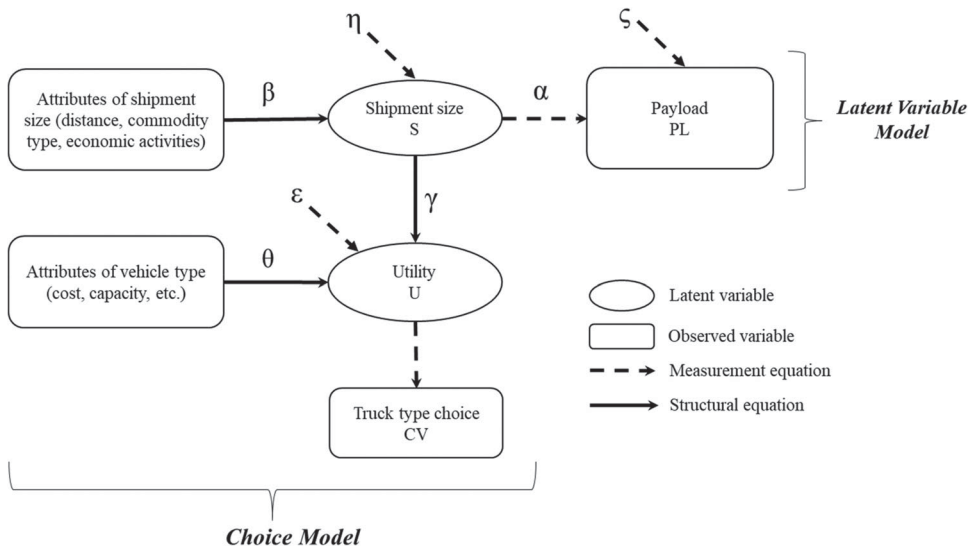 η
ς
Attributes of shipment
size (distance, commodity
type, economic activities)
β
Shipment size
S
α
Payload
PL
Latent Variable
Model
ε
γ
Attributes of vehicle type
(cost, capacity, etc.)
θ
Utility
U
Latent variable
Observed variable
Measurement equation
Structural equation
Truck type choice
CV
Choice Model